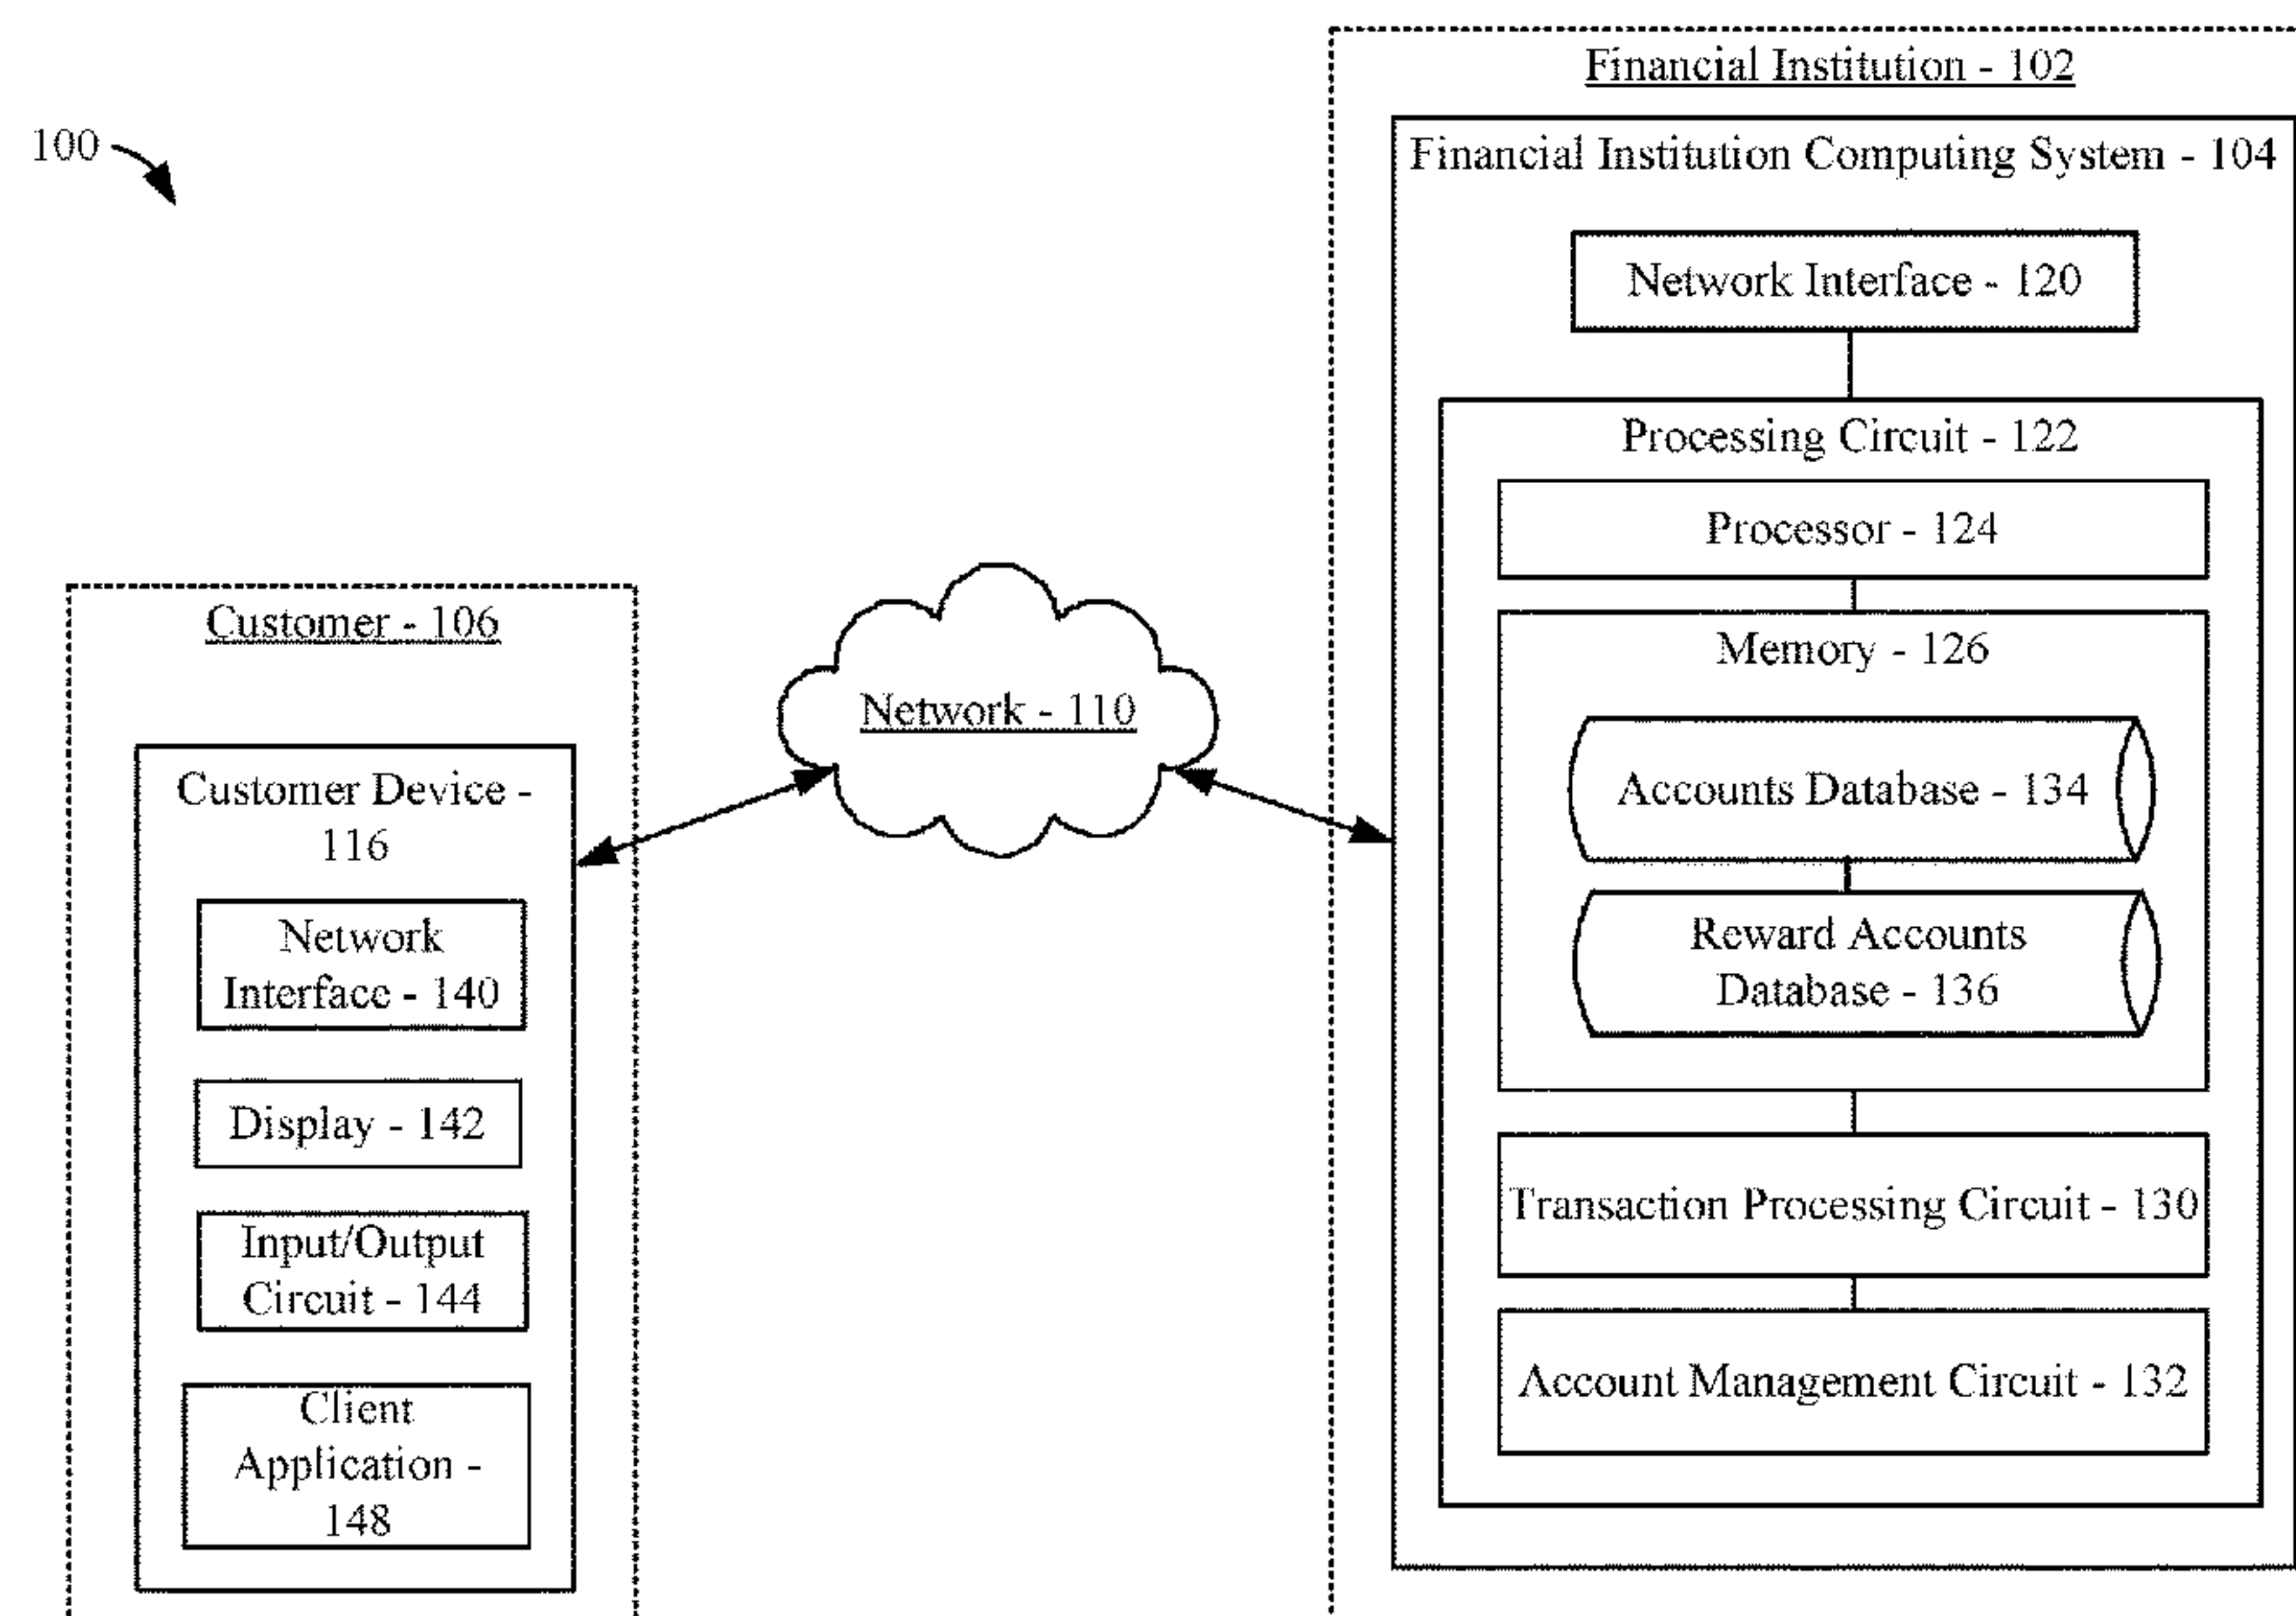 100
Financial Institution - 102
Financial Institution Computing System - 104
Network Interface - 120
Processing Circuit - 122
Processor - 124
Memory - 126
Accounts Database - 134
Reward Accounts
Database - 136
Transaction Processing Circuit - 130
Account Management Circuit - 132
Network - 110
Customer - 106
Customer Device -
116
Network
Interface - 140
Display - 142
Input/Output
Circuit - 144
Client
Application -
148